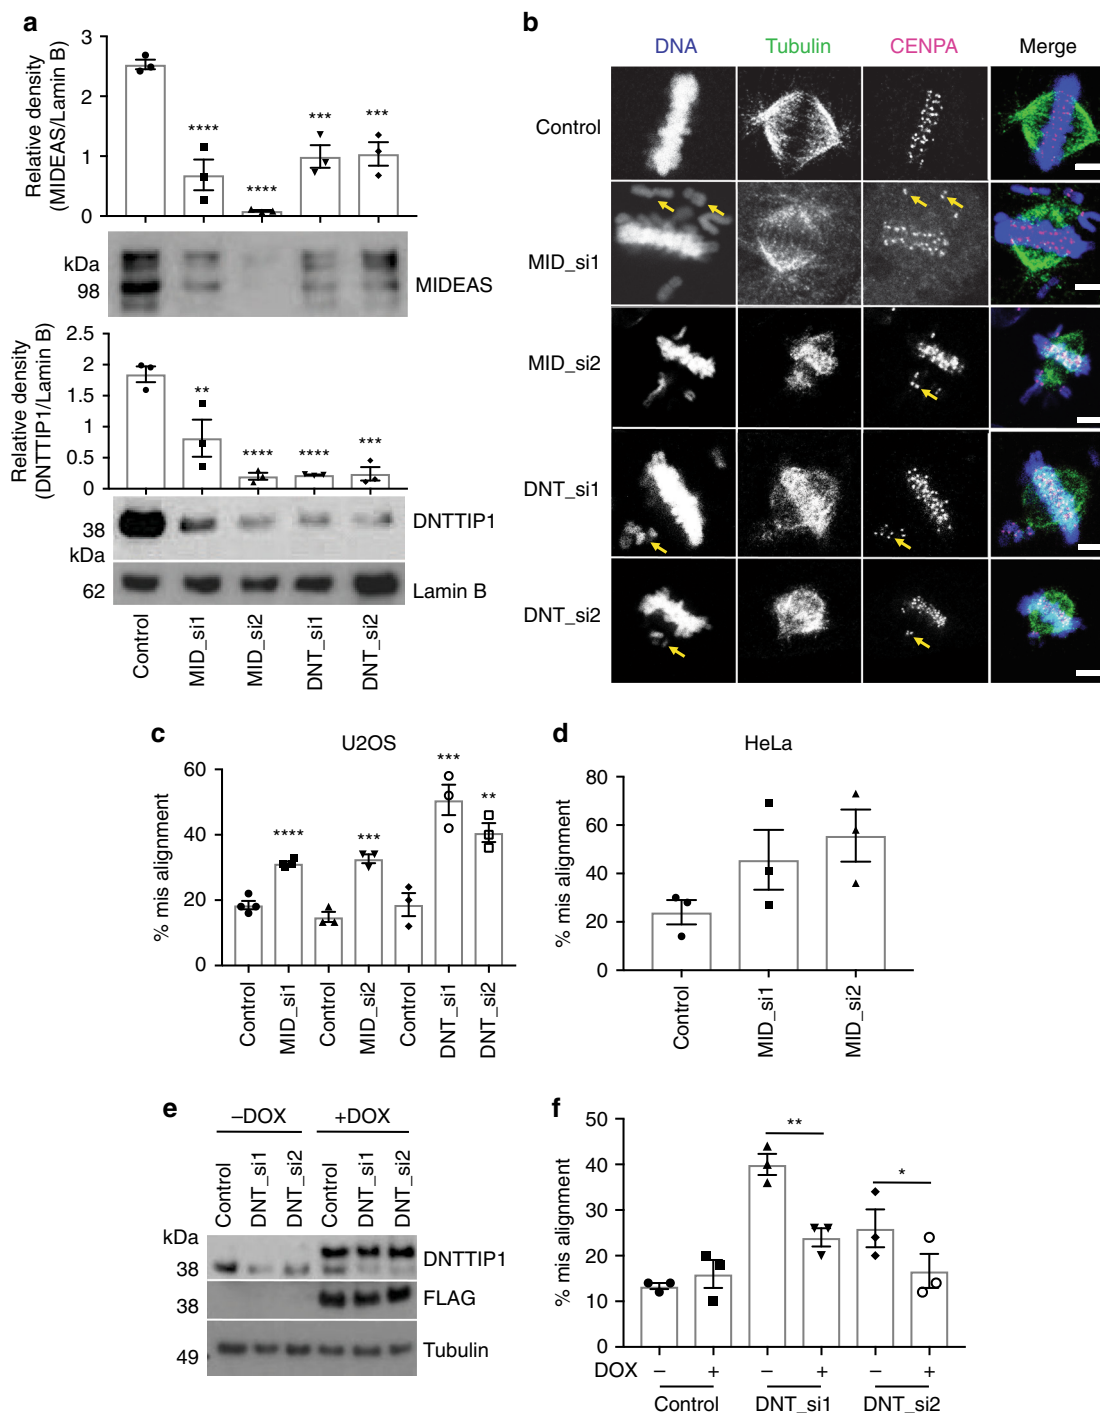 a
Relative density
(MIDEAS/Lamin B)
3
2
1
0
****
****
***
***
kDa
98
MIDEAS
Relative density
(DNTTIP1/Lamin B)
2.5
2
1.5
1
0.5
0
**
****
****
***
38
kDa
DNTTIP1
62
Lamin B
Control
MID_si1
MID_si2
DNT_si1
DNT_si2
b
DNA
Tubulin
CENPA
Merge
Control
MID_si1
MID_si2
DNT_si1
DNT_si2
c
U2OS
% mis alignment
60
40
20
0
****
***
***
**
Control
MID_si1
Control
MID_si2
Control
DNT_si1
DNT_si2
d
HeLa
% mis alignment
80
60
40
20
0
Control
MID_si1
MID_si2
e
–DOX
+DOX
Control
DNT_si1
DNT_si2
Control
DNT_si1
DNT_si2
kDa
38
DNTTIP1
38
FLAG
49
Tubulin
f
% mis alignment
50
40
30
20
10
0
**
*
DOX – + – + – +
Control
DNT_si1
DNT_si2